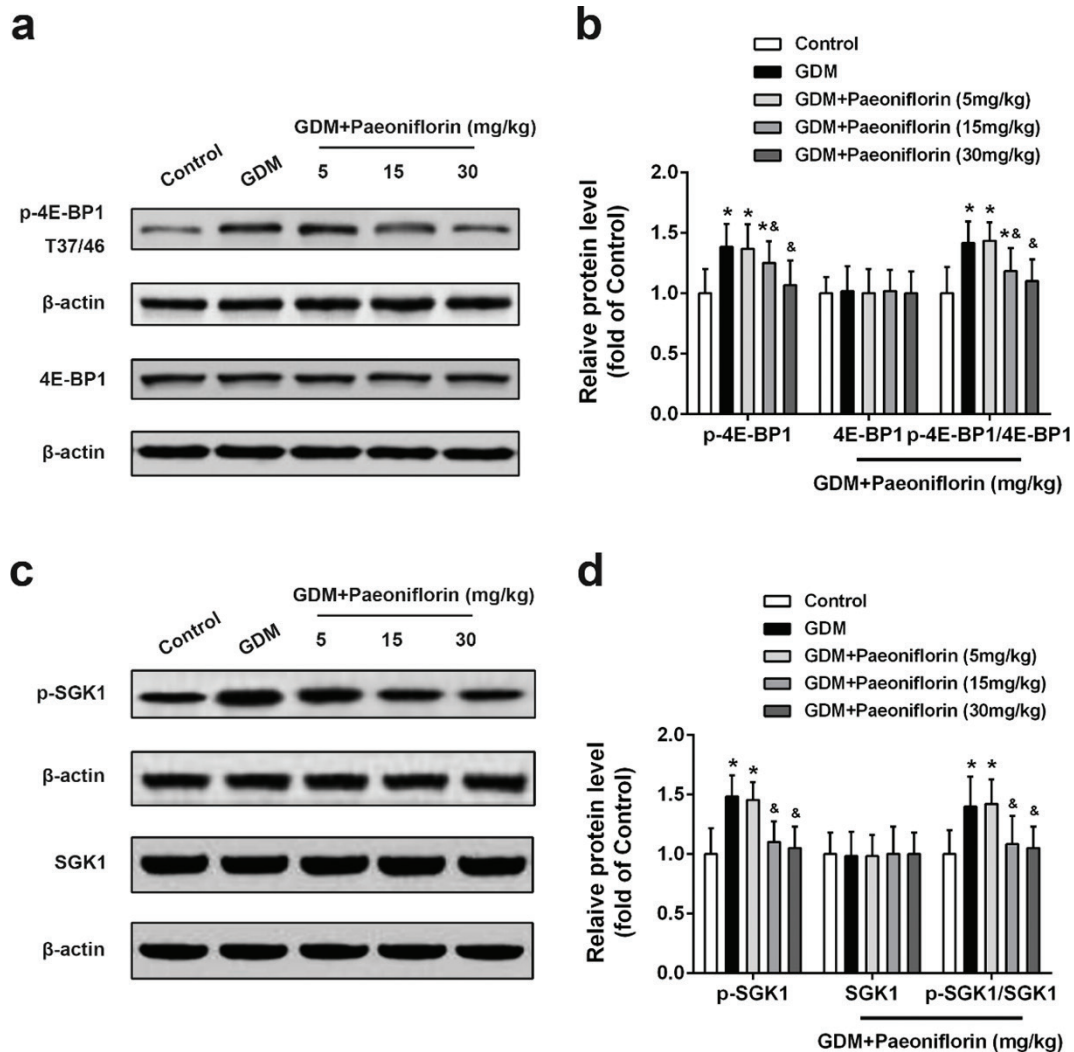 a
GDM+Paeoniflorin (mg/kg)
Control GDM 5 15 30
p-4E-BP1
T37/46
β-actin
4E-BP1
β-actin
b
Control
GDM
GDM+Paeoniflorin (5mg/kg)
GDM+Paeoniflorin (15mg/kg)
GDM+Paeoniflorin (30mg/kg)
Relaive protein level
(fold of Control)
2.0
1.5
1.0
0.5
0.0
* * *& &
* * *& &
p-4E-BP1 4E-BP1 p-4E-BP1/4E-BP1
GDM+Paeoniflorin (mg/kg)
c
GDM+Paeoniflorin (mg/kg)
Control GDM 5 15 30
p-SGK1
β-actin
SGK1
β-actin
d
Control
GDM
GDM+Paeoniflorin (5mg/kg)
GDM+Paeoniflorin (15mg/kg)
GDM+Paeoniflorin (30mg/kg)
Relaive protein level
(fold of Control)
2.0
1.5
1.0
0.5
0.0
* * & &
* * & &
p-SGK1 SGK1 p-SGK1/SGK1
GDM+Paeoniflorin (mg/kg)